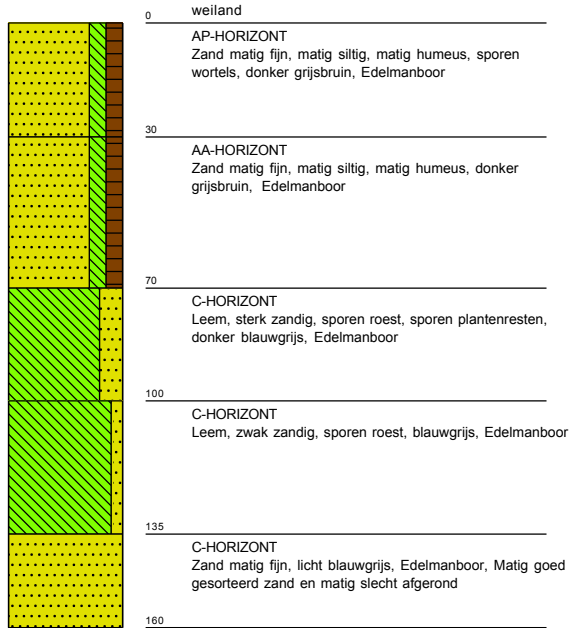 0 weiland
AP-HORIZONT
Zand matig fijn, matig siltig, matig humeus, sporen
wortels, donker grijsbruin, Edelmanboor
30
AA-HORIZONT
Zand matig fijn, matig siltig, matig humeus, donker
grijsbruin, Edelmanboor
70
C-HORIZONT
Leem, sterk zandig, sporen roest, sporen plantenresten,
donker blauwgrijs, Edelmanboor
100
C-HORIZONT
Leem, zwak zandig, sporen roest, blauwgrijs, Edelmanboor
135
C-HORIZONT
Zand matig fijn, licht blauwgrijs, Edelmanboor, Matig goed
gesorteerd zand en matig slecht afgerond
160